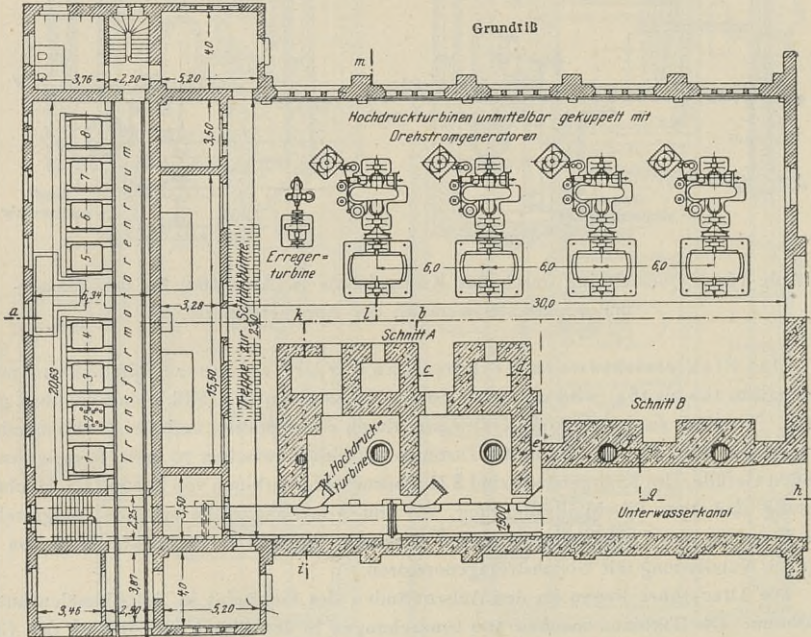 Grundriß
m
4,0
3,76
2,20
5,20
3,50
Hochdruckturbinen unmittelbar gekuppelt mit
Drehstromgeneratoren
8
7
6
5
4
3
2
1
Transformatorenraum
Erreger=
turbine
6,0
6,0
6,0
6,34
3,28
30,0
a
k
l
b
Schnitt A
Treppe zur Schaltbühne
23,0
20,63
15,50
c
d
Schnitt B
z. Hochdruck=
turbine
e
f
g
h
Unterwasserkanal
2,25
3,50
1500
i
3,87
4,0
3,46
2,90
5,20